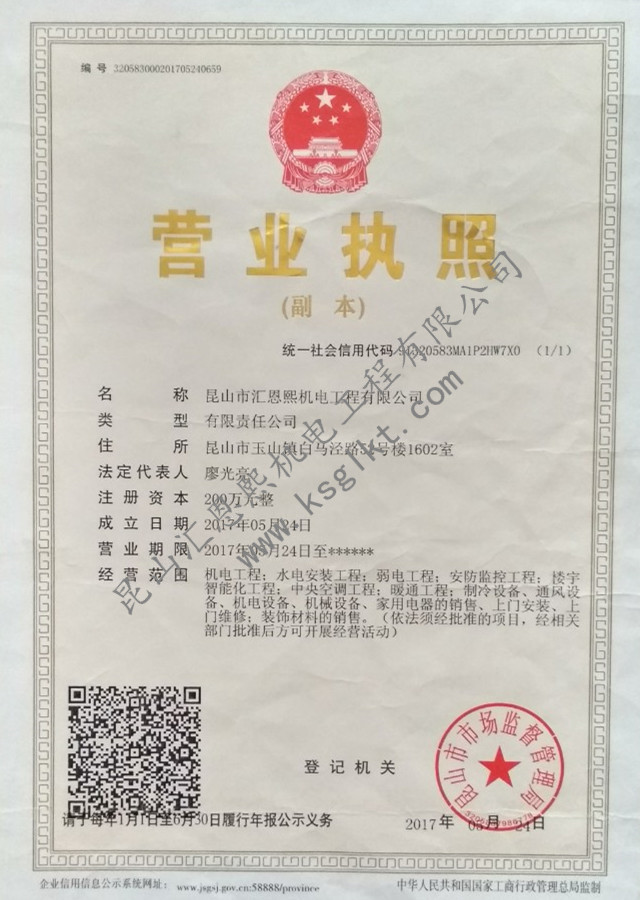 编 号 320583000201705240659
营业执照
(副 本)
统一社会信用代码 91320583MA1P2HW7X0 （1/1）
名 称 昆山市汇恩熙机电工程有限公司
类 型 有限责任公司
住 所 昆山市玉山镇白马泾路 号楼1602室
法定代表人 廖光亮
注册资本 200万元整
成立日期 2017年05月24日
营业期限 2017年05月24日至******
经营范围 机电工程；水电安装工程；弱电工程；安防监控工程；楼宇
智能化工程；中央空调工程；暖通工程；制冷设备、通风设
备、机电设备、机械设备、家用电器的销售、上门安装、上
门维修；装饰材料的销售。（依法须经批准的项目，经相关
部门批准后方可开展经营活动）
昆山汇恩熙机电工程有限公司
www.ksglkt.com
登记机关
昆山市市场监督管理局
请于每年1月1日至6月30日履行年报公示义务
2017年 05月 24日
企业信用信息公示系统网址： www.jsgsj.gov.cn:58888/province
中华人民共和国国家工商行政管理总局监制